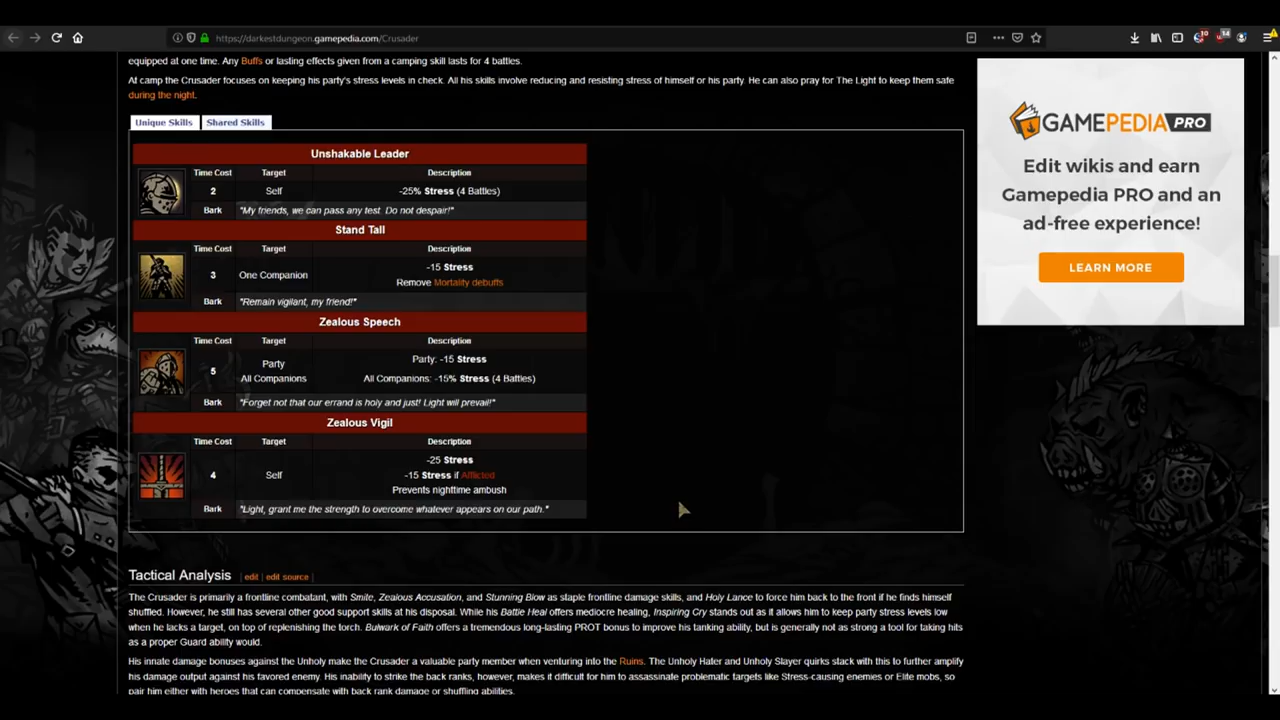 https://darkestdungeon.gamepedia.com/Crusader
equipped at one time. Any Buffs or lasting effects given from a camping skill lasts for 4 battles.
At camp the Crusader focuses on keeping his party's stress levels in check. All his skills involve reducing and resisting stress of himself or his party. He can also pray for The Light to keep them safe
during the night.
Unique Skills Shared Skills
Unshakable Leader
Time Cost Target Description
2 Self -25% Stress (4 Battles)
Bark "My friends, we can pass any test. Do not despair!"
Stand Tall
Time Cost Target Description
3 One Companion -15 Stress
Remove Mortality debuffs
Bark "Remain vigilant, my friend!"
Zealous Speech
Time Cost Target Description
5 Party Party: -15 Stress
All Companions All Companions: -15% Stress (4 Battles)
Bark "Forget not that our errand is holy and just! Light will prevail!"
Zealous Vigil
Time Cost Target Description
-25 Stress
4 Self -15 Stress if Afflicted
Prevents nighttime ambush
Bark "Light, grant me the strength to overcome whatever appears on our path."
Tactical Analysis | edit | edit source |
The Crusader is primarily a frontline combatant, with Smite, Zealous Accusation, and Stunning Blow as staple frontline damage skills, and Holy Lance to force him back to the front if he finds himself
shuffled. However, he still has several other good support skills at his disposal. While his Battle Heal offers mediocre healing, Inspiring Cry stands out as it allows him to keep party stress levels low
when he lacks a target, on top of replenishing the torch. Bulwark of Faith offers a tremendous long-lasting PROT bonus to improve his tanking ability, but is generally not as strong a tool for taking hits
as a proper Guard ability would.
His innate damage bonuses against the Unholy make the Crusader a valuable party member when venturing into the Ruins. The Unholy Hater and Unholy Slayer quirks stack with this to further amplify
his damage output against his favored enemy. His inability to strike the back ranks, however, makes it difficult for him to assassinate problematic targets like Stress-causing enemies or Elite mobs, so
pair him either with heroes that can compensate with back rank damage or shuffling abilities.
GAMEPEDIA PRO
Edit wikis and earn
Gamepedia PRO and an
ad-free experience!
LEARN MORE